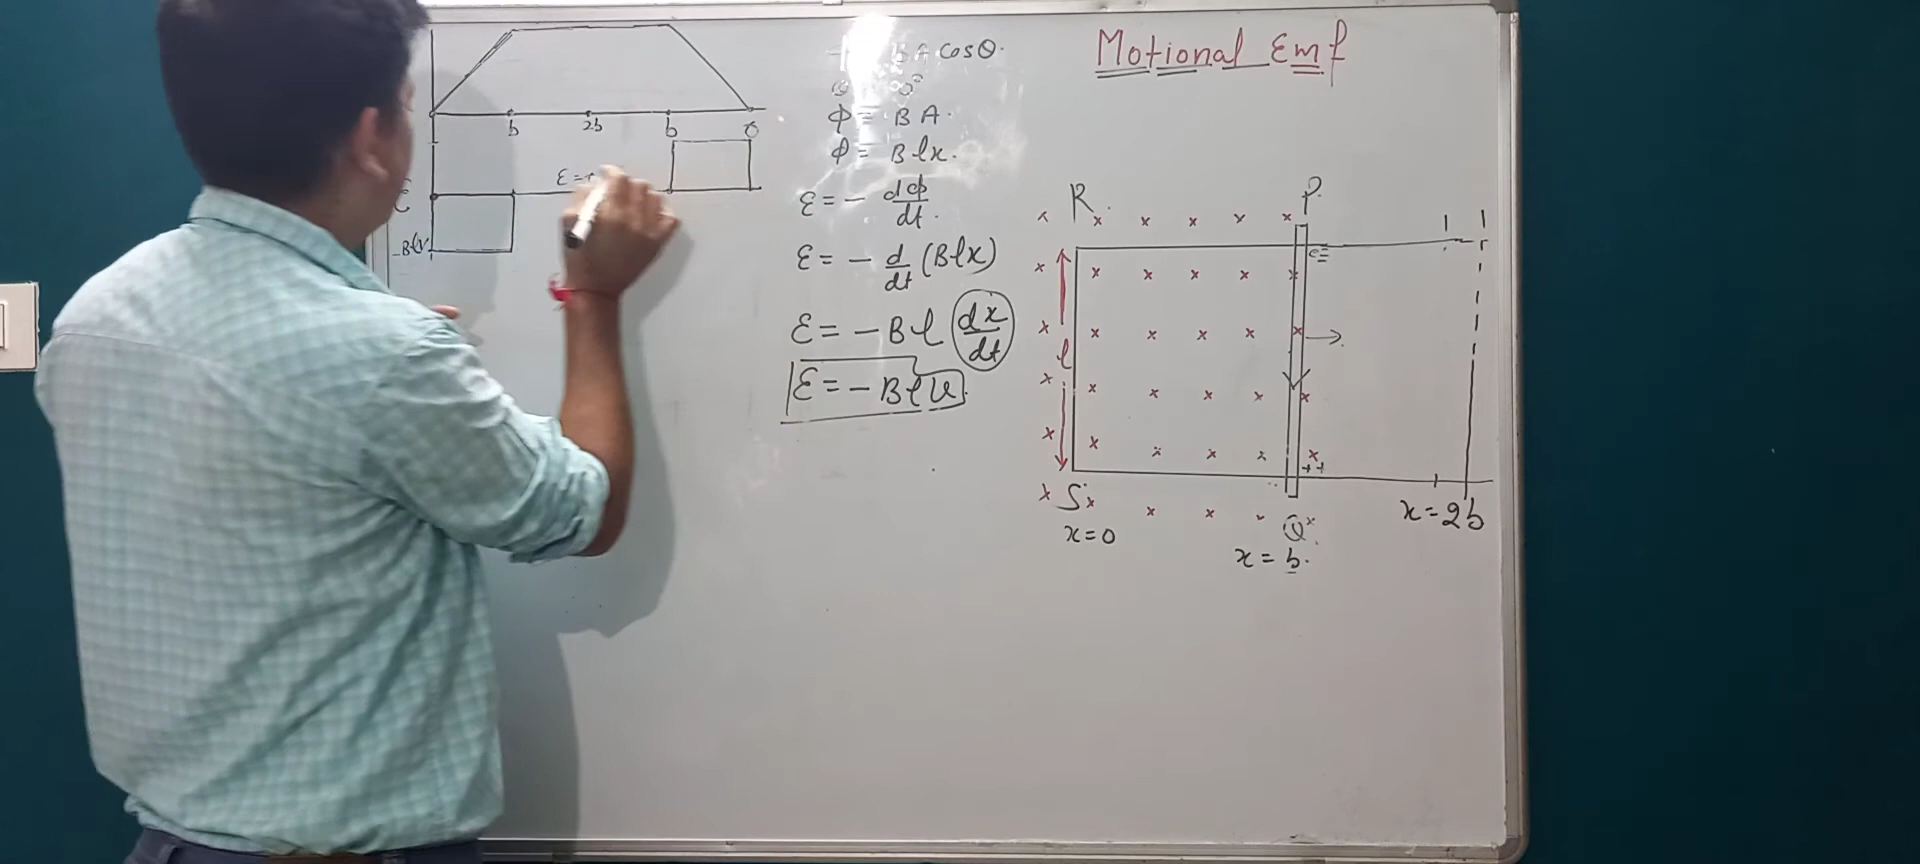 Motional Emf
BA cosθ.
ϕ = BA.
ϕ = Blx.
ε = - dϕ/dt.
ε = - d/dt (Blx)
ε = - Bl (dx/dt)
ε = - Blv.
b 2b b 0
ε =
ε
-Blv
R. P.
l
S Q
x=0
x = b.
x = 2b